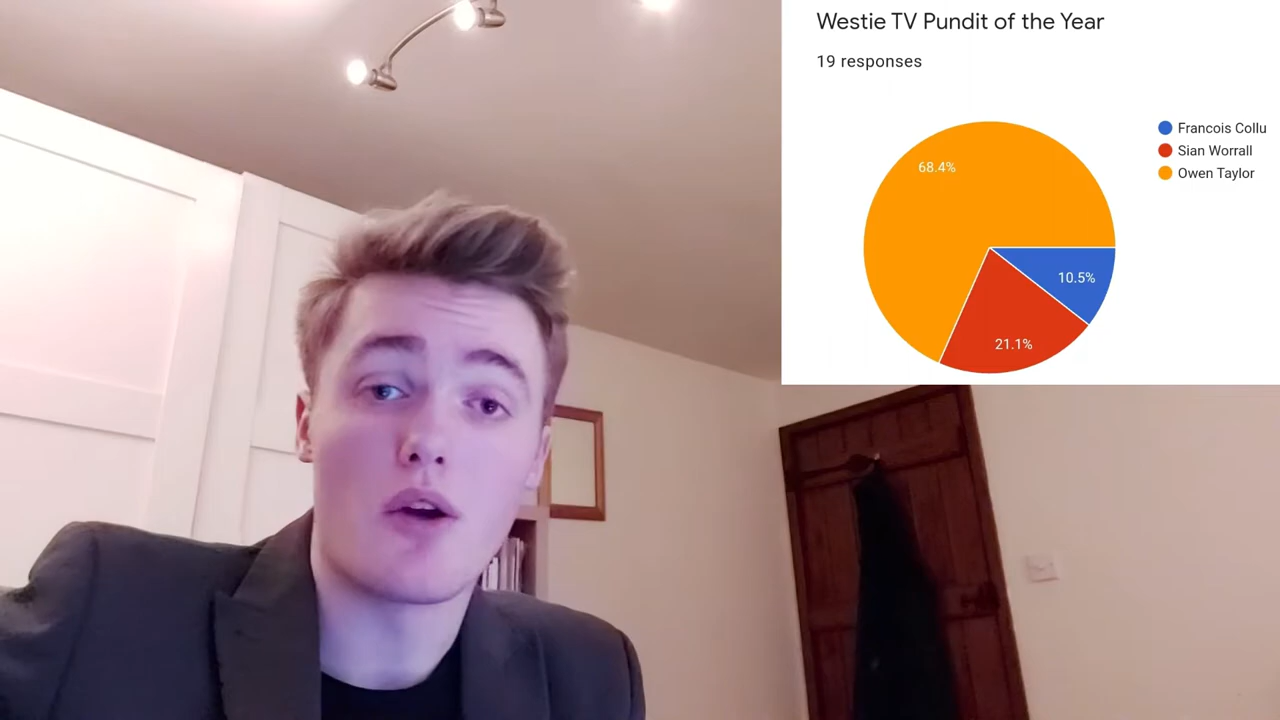 Westie TV Pundit of the Year
19 responses
68.4%
10.5%
21.1%
Francois Collu
Sian Worrall
Owen Taylor